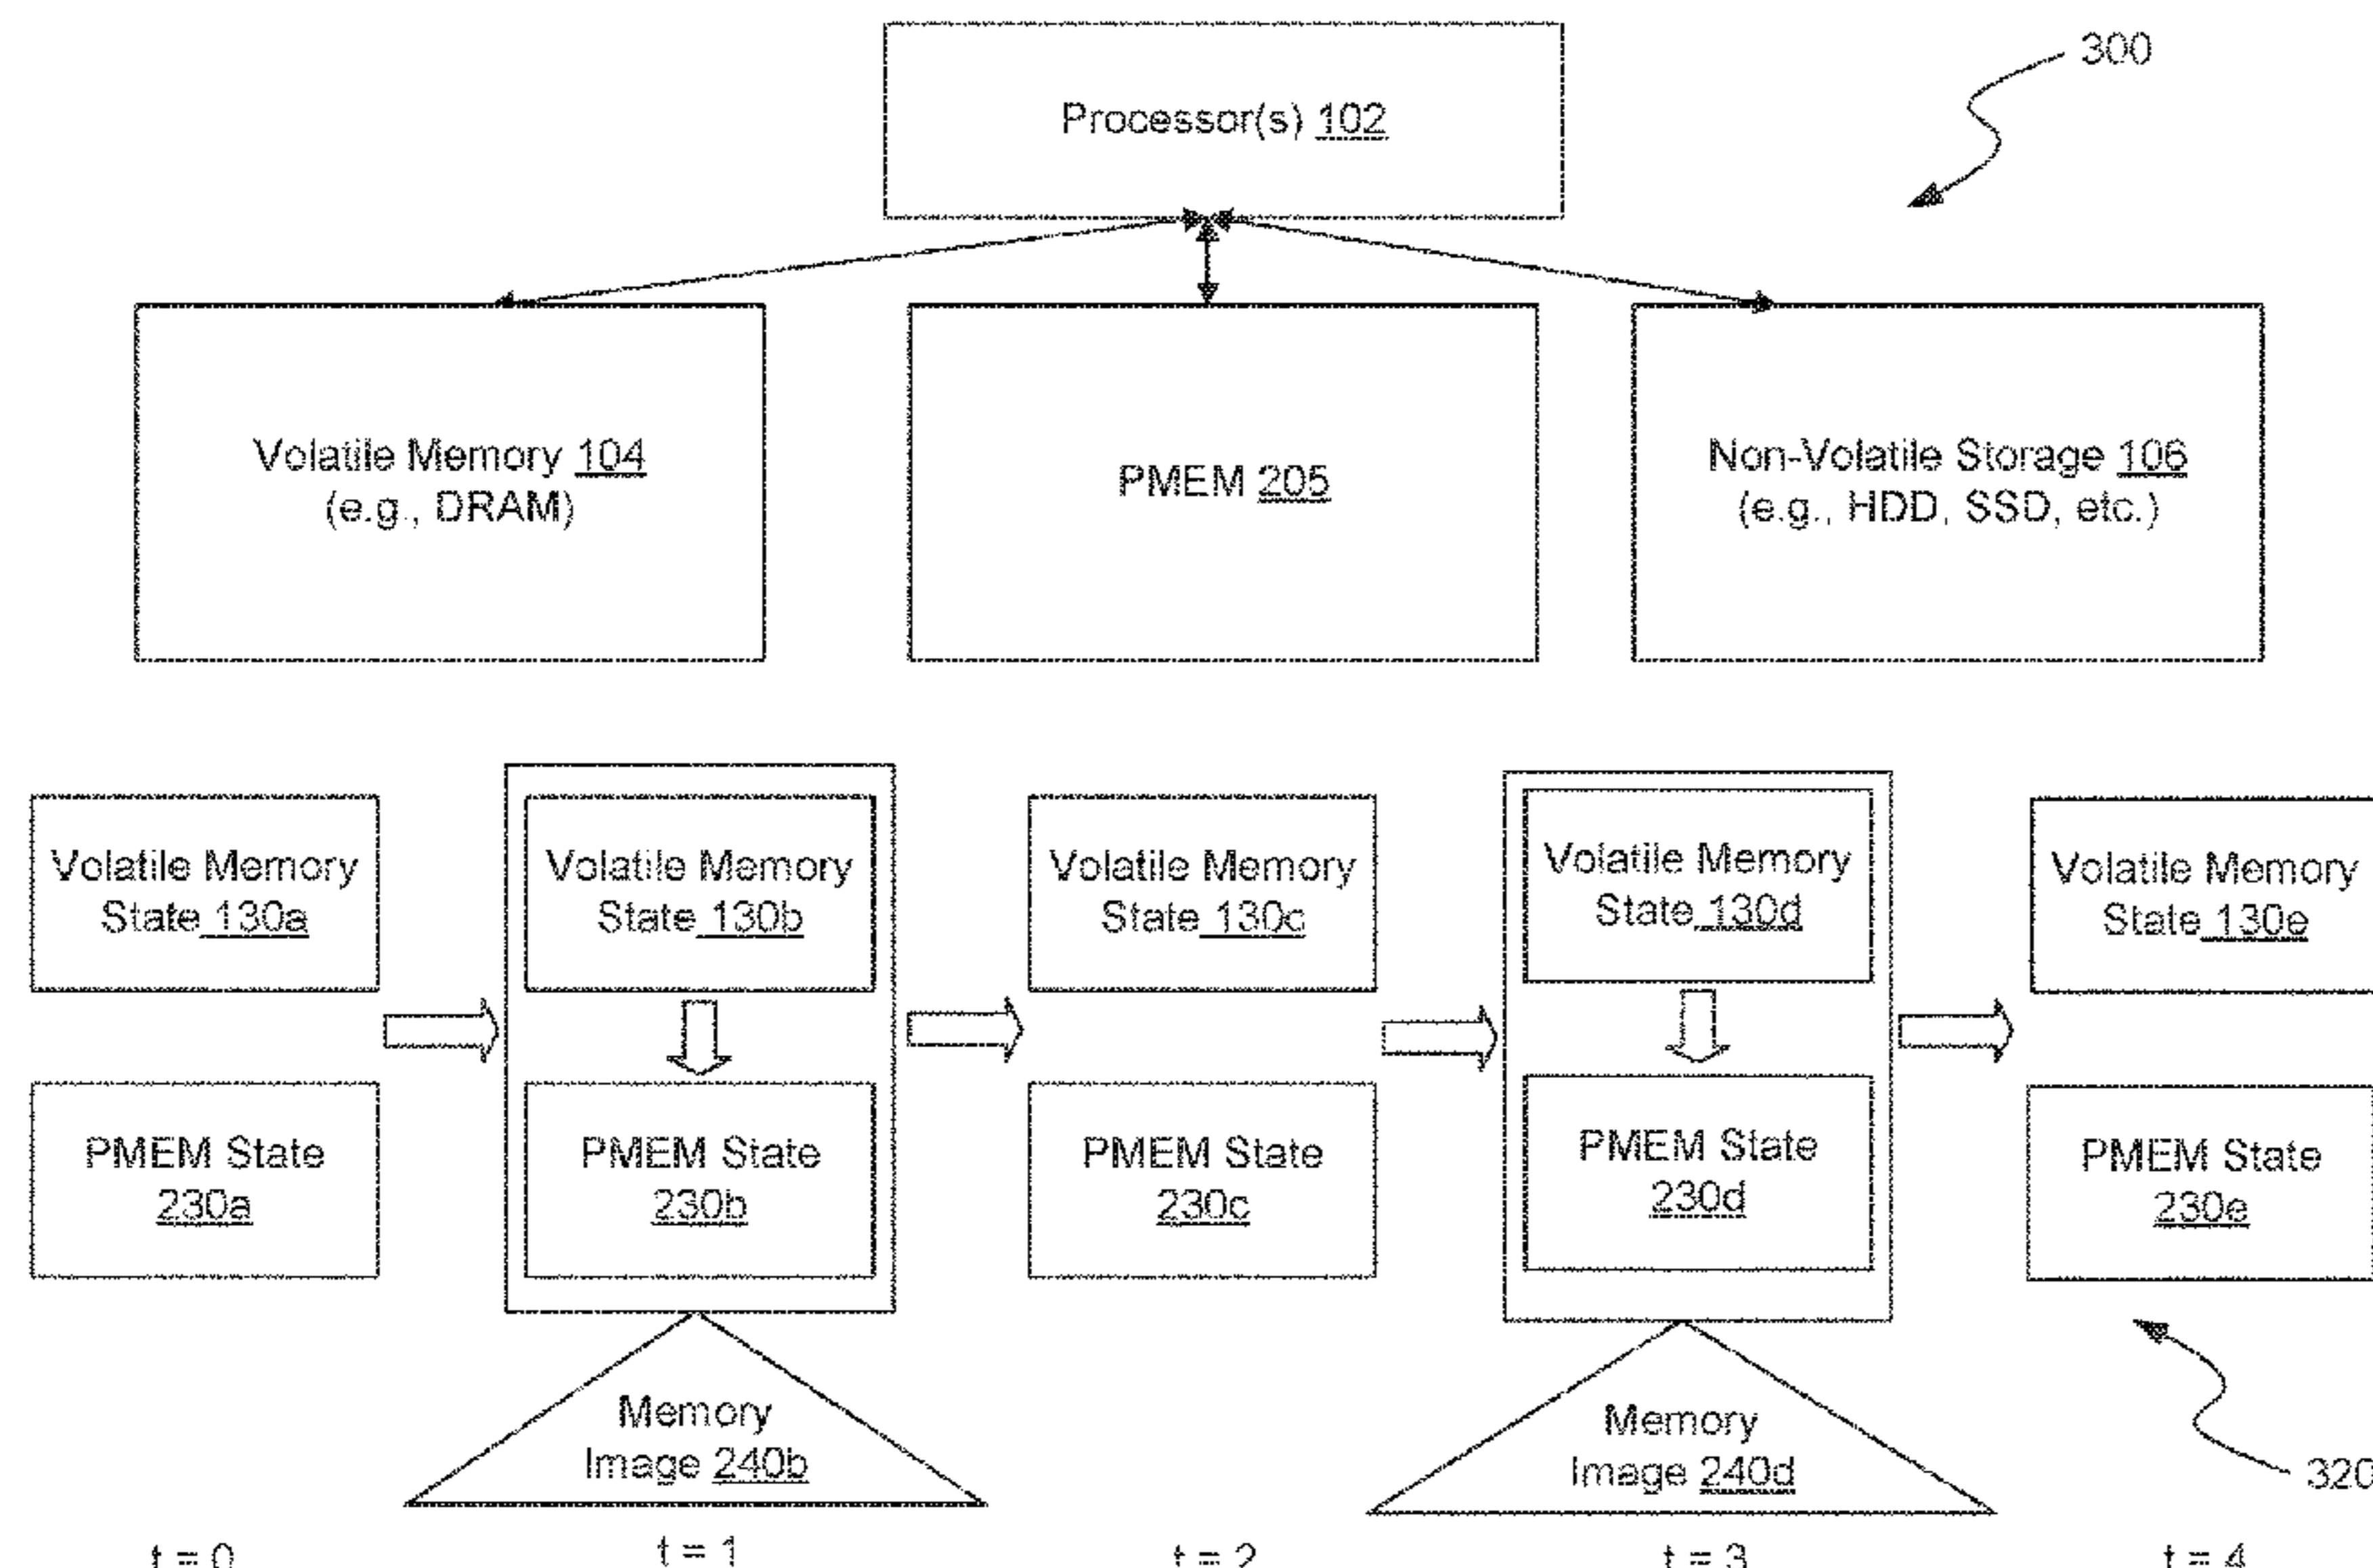 300
Processor(s) 102
Volatile Memory 104
(e.g., DRAM)
PMEM 205
Non-Volatile Storage 106
(e.g., HDD, SSD, etc.)
Volatile Memory
State 130a
Volatile Memory
State 130b
Volatile Memory
State 130c
Volatile Memory
State 130d
Volatile Memory
State 130e
PMEM State
230a
PMEM State
230b
PMEM State
230c
PMEM State
230d
PMEM State
230e
Memory
Image 240b
Memory
Image 240d
320
t = 0
t = 1
t = 2
t = 3
t = 4